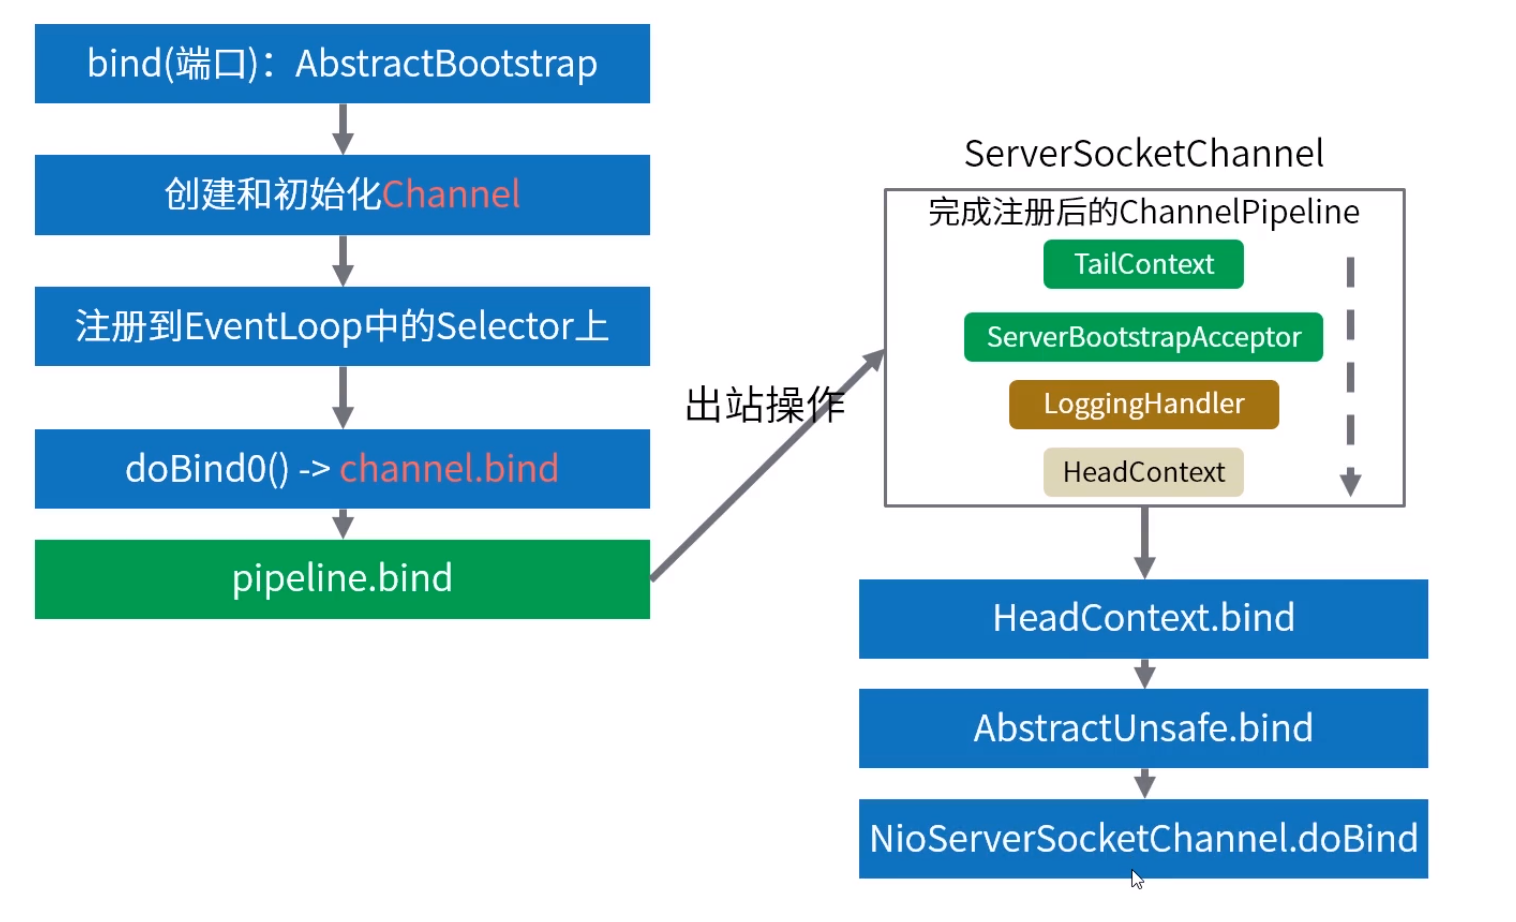 bind(端口)：AbstractBootstrap
创建和初始化Channel
注册到EventLoop中的Selector上
doBind0() -> channel.bind
pipeline.bind
出站操作
ServerSocketChannel
完成注册后的ChannelPipeline
TailContext
ServerBootstrapAcceptor
LoggingHandler
HeadContext
HeadContext.bind
AbstractUnsafe.bind
NioServerSocketChannel.doBind